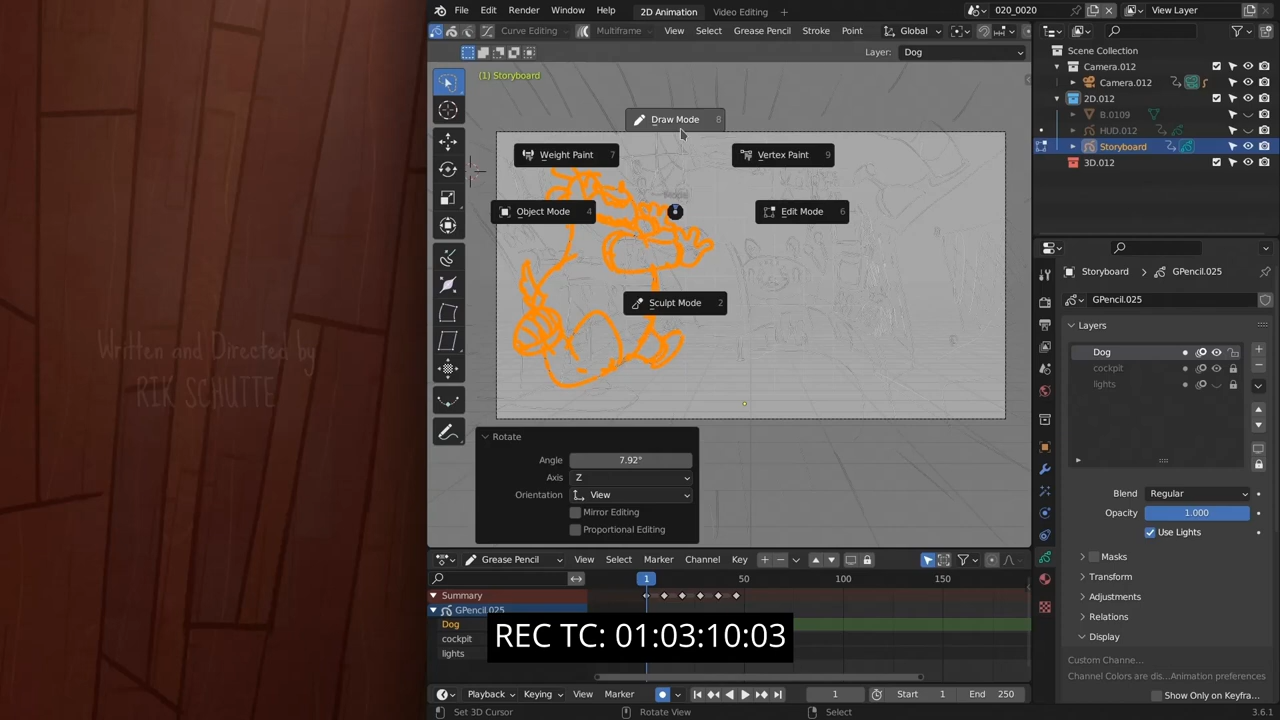 File Edit Render Window Help 2D Animation Video Editing 020_0020 View Layer
Curve Editing Multiframe View Select Grease Pencil Stroke Point Global
Layer: Dog
(1) Storyboard
Draw Mode 8
Weight Paint 7
Vertex Paint 9
Object Mode 4
Edit Mode 6
Sculpt Mode 2
Written and Directed by
RIK SCHUTTE
Rotate
Angle 7.92°
Axis Z
Orientation View
Mirror Editing
Proportional Editing
Scene Collection
Camera.012
Camera.012
2D.012
B.0109
HUD.012
Storyboard
3D.012
Storyboard GPencil.025
GPencil.025
Layers
Dog
cockpit
lights
Blend Regular
Opacity 1.000
Use Lights
Masks
Transform
Adjustments
Relations
Display
Custom Channe...
Channel Colors are dis...Animation preferences
Show Only on Keyfra...
Grease Pencil View Select Marker Channel Key
1 50 100 150
Summary
GPencil.025
Dog
cockpit
lights
REC TC: 01:03:10:03
Playback Keying View Marker 1 Start 1 End 250
Set 3D Cursor Rotate View Select 3.6.1